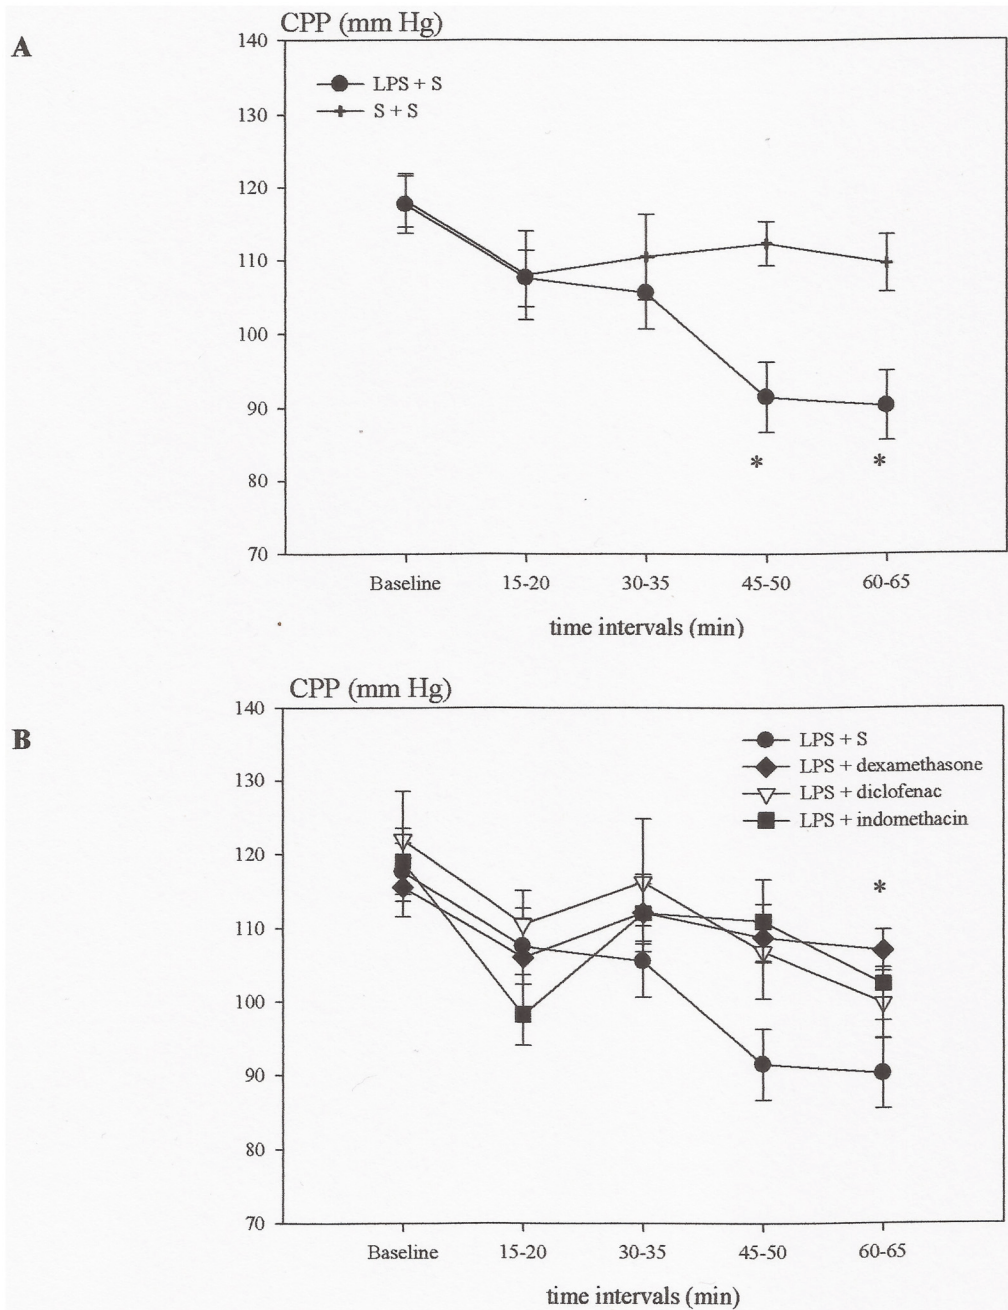 CPP (mm Hg)
A
140
130
120
110
100
90
80
70
LPS + S
S + S
*
*
Baseline
15-20
30-35
45-50
60-65
time intervals (min)
CPP (mm Hg)
B
140
130
120
110
100
90
80
70
LPS + S
LPS + dexamethasone
LPS + diclofenac
LPS + indomethacin
*
Baseline
15-20
30-35
45-50
60-65
time intervals (min)